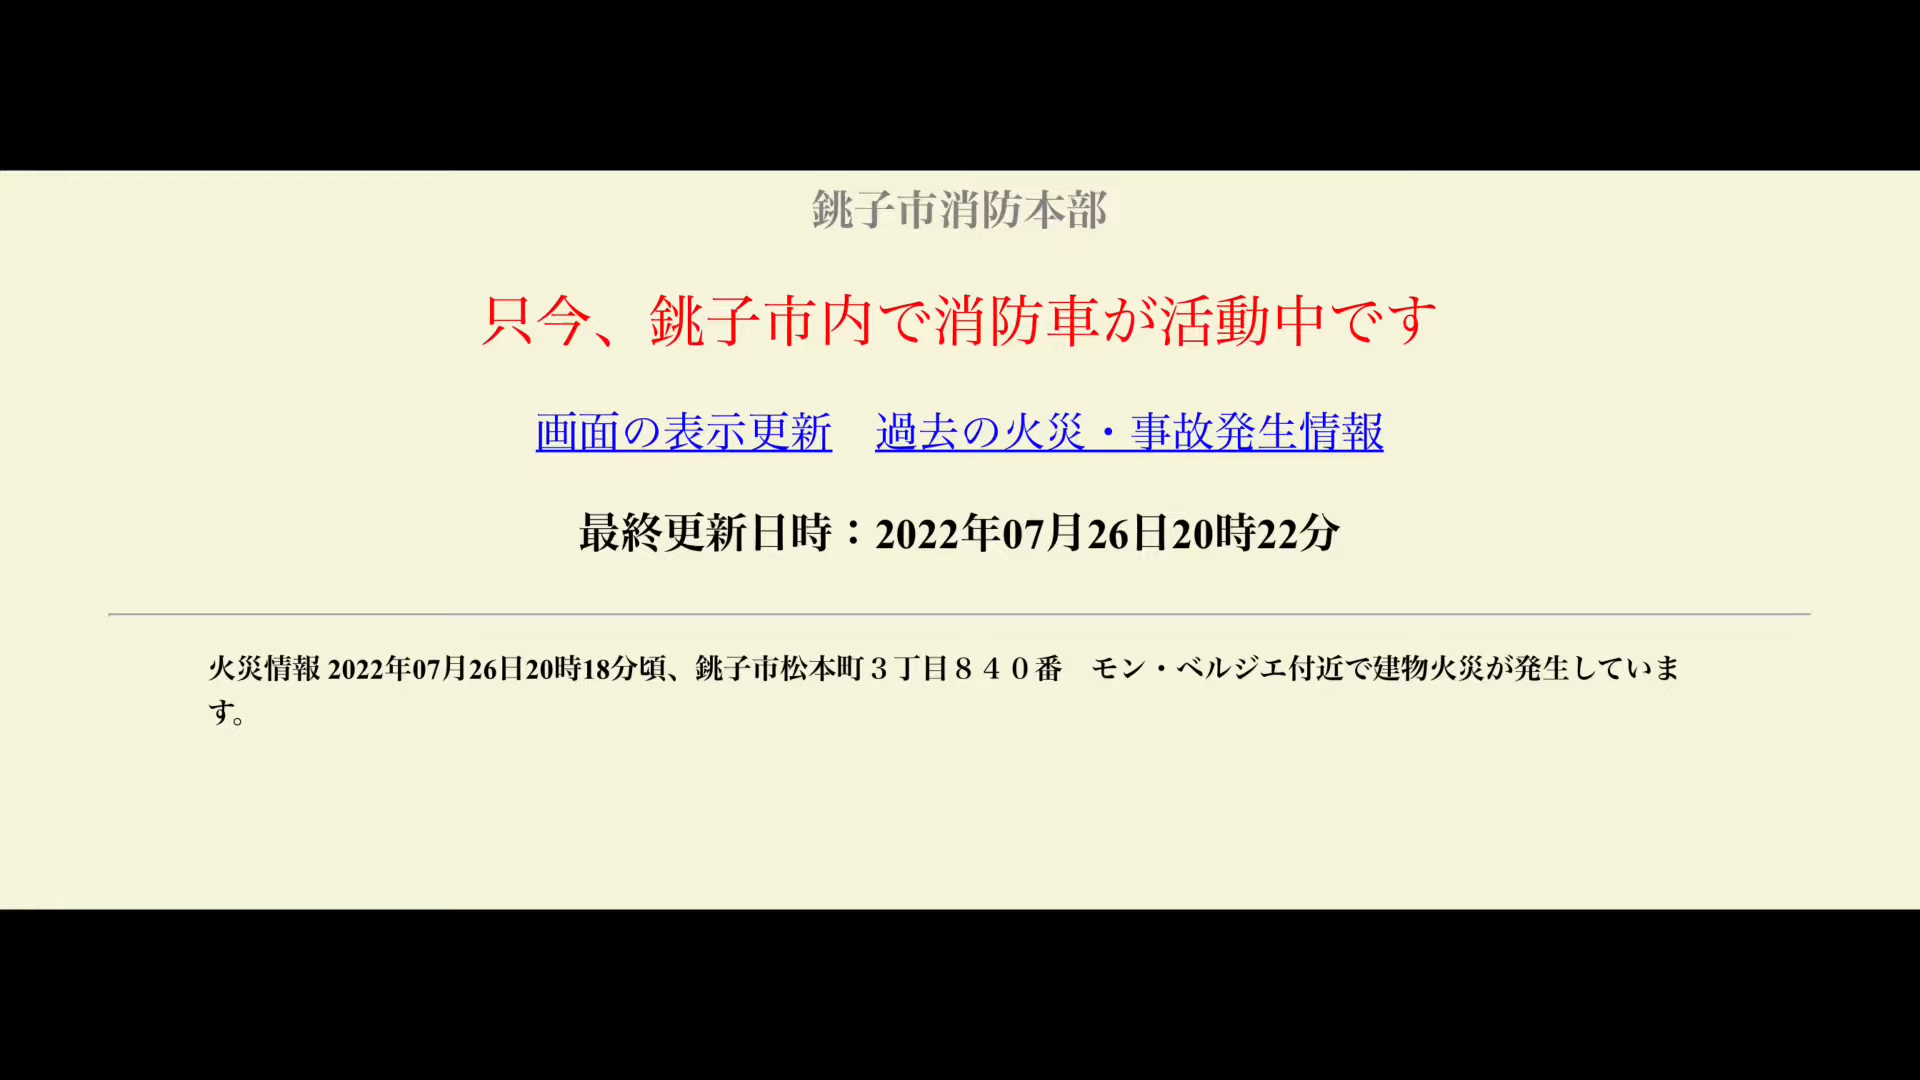 銚子市消防本部
只今、銚子市内で消防車が活動中です
画面の表示更新　過去の火災・事故発生情報
最終更新日時：2022年07月26日20時22分
火災情報 2022年07月26日20時18分頃、銚子市松本町３丁目８４０番　モン・ベルジエ付近で建物火災が発生していま
す。